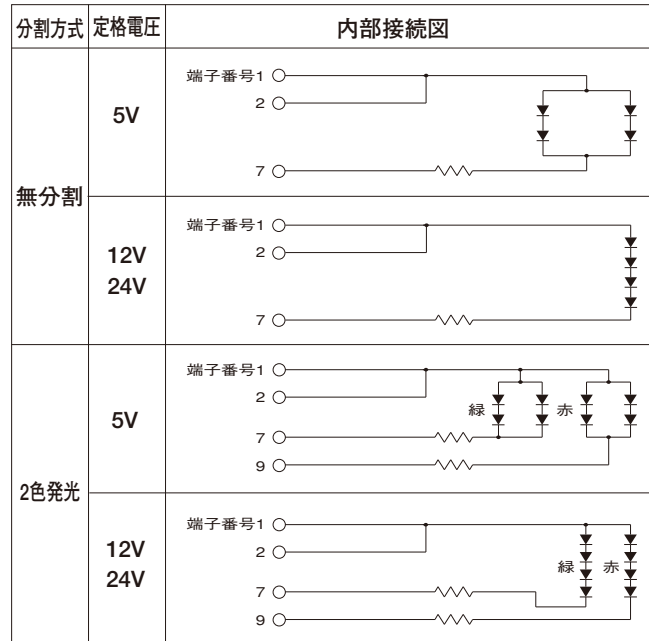 分割方式 定格電圧 内部接続図
無分割
5V
端子番号1
2
7
12V
24V
端子番号1
2
7
2色発光
5V
端子番号1
2
緑 赤
7
9
12V
24V
端子番号1
2
緑 赤
7
9